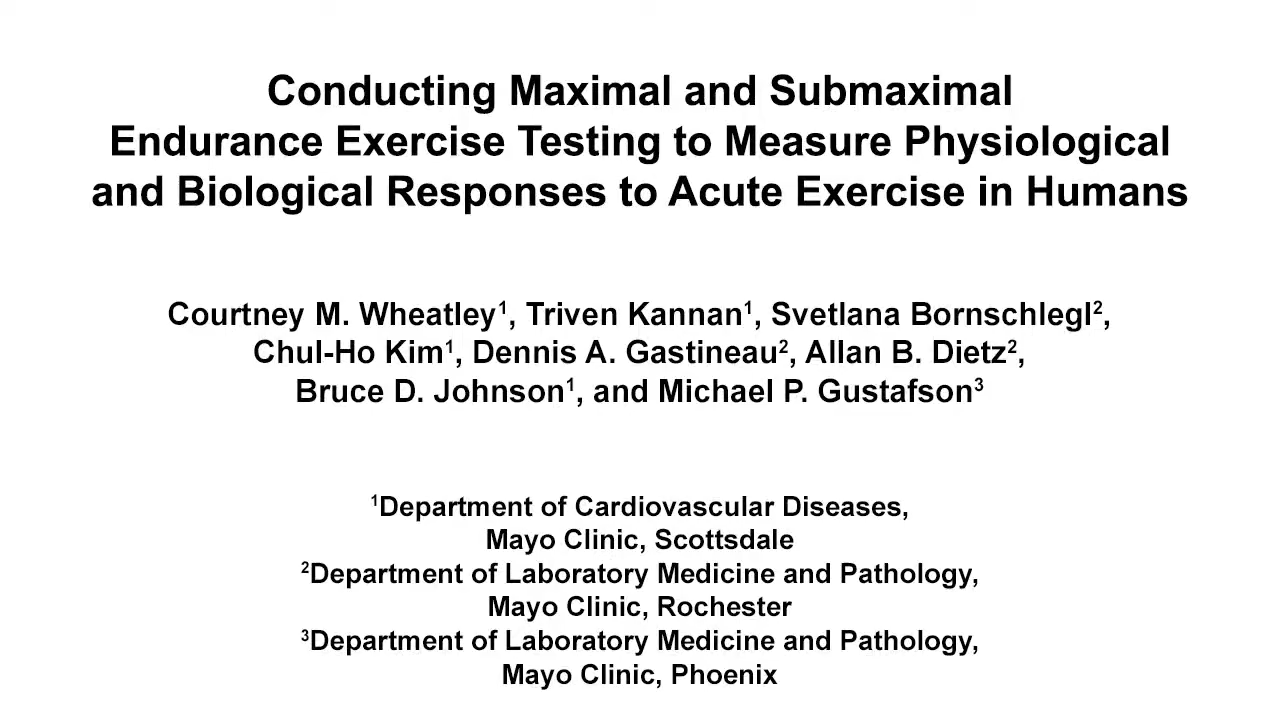 Conducting Maximal and Submaximal
Endurance Exercise Testing to Measure Physiological
and Biological Responses to Acute Exercise in Humans
Courtney M. Wheatley¹, Triven Kannan¹, Svetlana Bornschlegl²,
Chul-Ho Kim¹, Dennis A. Gastineau², Allan B. Dietz²,
Bruce D. Johnson¹, and Michael P. Gustafson³
¹Department of Cardiovascular Diseases,
Mayo Clinic, Scottsdale
²Department of Laboratory Medicine and Pathology,
Mayo Clinic, Rochester
³Department of Laboratory Medicine and Pathology,
Mayo Clinic, Phoenix